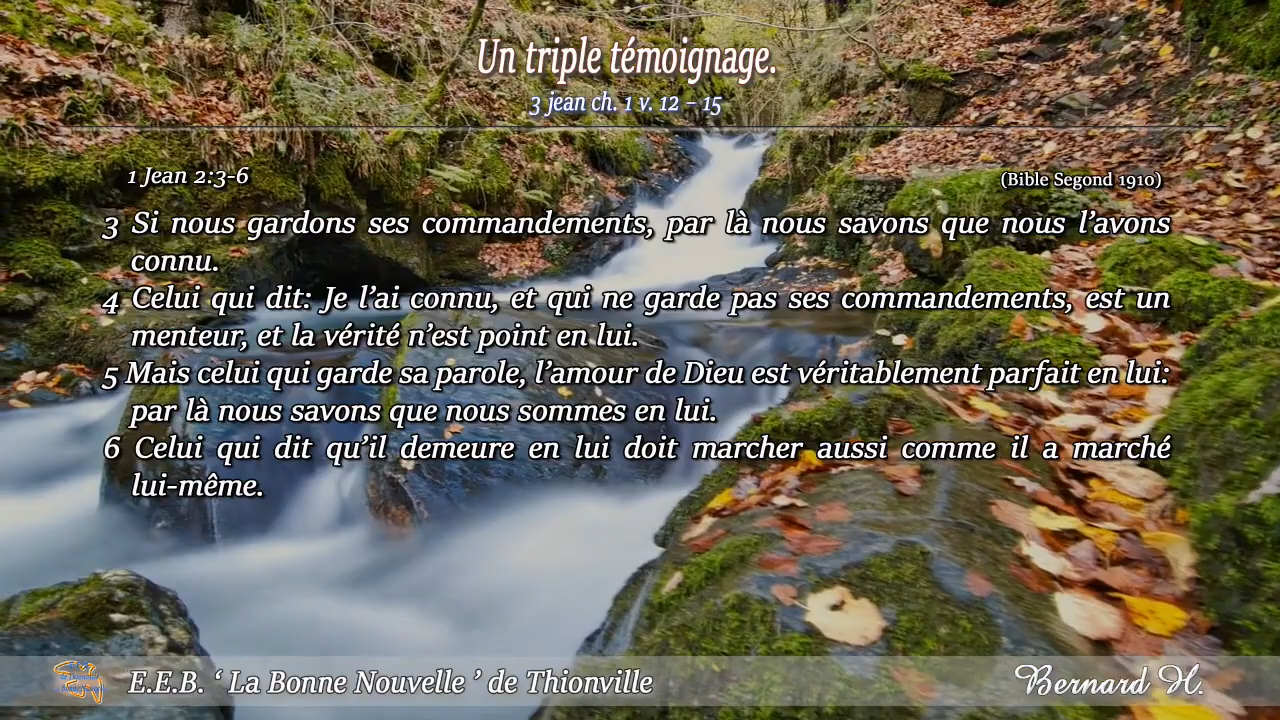 Un triple témoignage.
3 jean ch. 1 v. 12 – 15
1 Jean 2:3-6
(Bible Segond 1910)
3 Si nous gardons ses commandements, par là nous savons que nous l’avons
connu.
4 Celui qui dit: Je l’ai connu, et qui ne garde pas ses commandements, est un
menteur, et la vérité n’est point en lui.
5 Mais celui qui garde sa parole, l’amour de Dieu est véritablement parfait en lui:
par là nous savons que nous sommes en lui.
6 Celui qui dit qu’il demeure en lui doit marcher aussi comme il a marché
lui-même.
E.E.B. ‘ La Bonne Nouvelle ’ de Thionville
Bernard H.